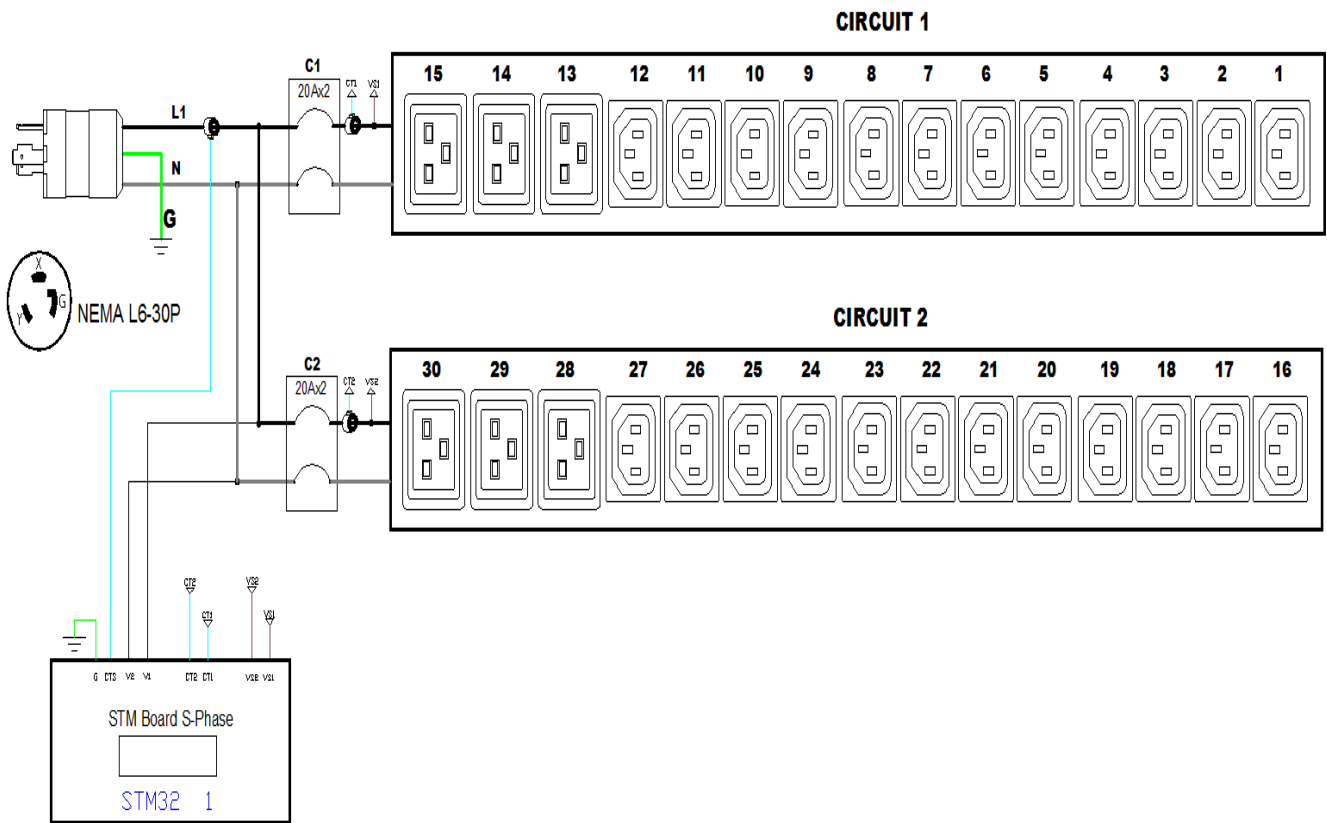 CIRCUIT 1
C1
20Ax2
CT1
VS1
15 14 13 12 11 10 9 8 7 6 5 4 3 2 1
L1
N
G
X
G
Y
NEMA L6-30P
CIRCUIT 2
C2
20Ax2
CT2
VS2
30 29 28 27 26 25 24 23 22 21 20 19 18 17 16
CT2
CT1
VS2
VS1
G CT3 V2 V1 CT2 CT1 VS2 VS1
STM Board S-Phase
STM32 1